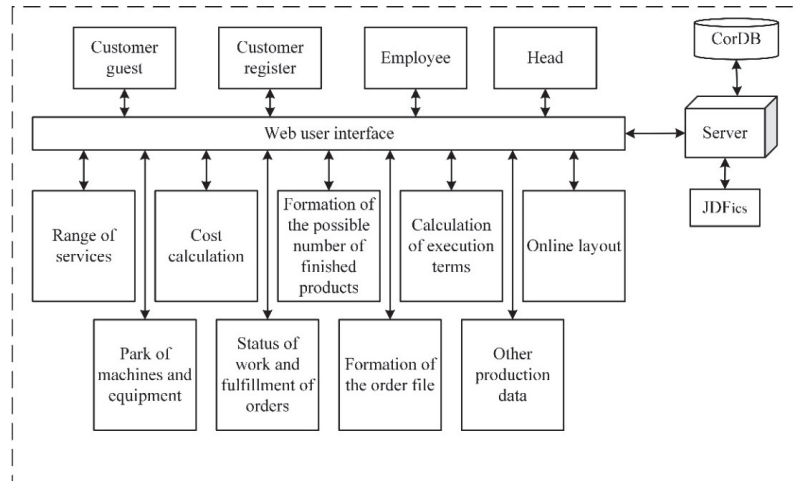 Customer
guest
Customer
register
Employee
Head
CorDB
Web user interface
Server
JDFics
Range of
services
Cost
calculation
Formation of
the possible
number of
finished
products
Calculation
of execution
terms
Online layout
Park of
machines and
equipment
Status of
work and
fulfillment of
orders
Formation of
the order file
Other
production
data